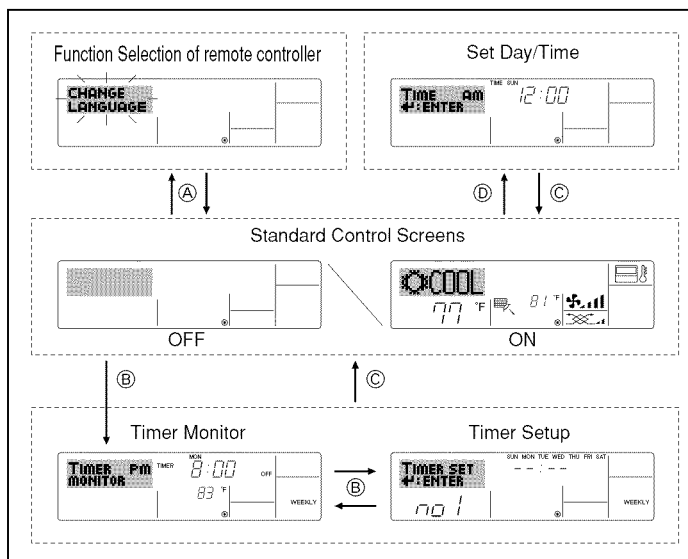 Function Selection of remote controller
CHANGE
LANGUAGE
Set Day/Time
TIME SUN
TIME AM 12:00
↵:ENTER
Ⓐ
Ⓓ Ⓒ
Standard Control Screens
OFF
COOL
77 °F 81 °F
ON
Ⓑ Ⓒ
Timer Monitor
MON
TIMER PM TIMER 8:00 OFF
MONITOR
83 °F
WEEKLY
Ⓑ
Timer Setup
SUN MON TUE WED THU FRI SAT
TIMER SET --:--
↵:ENTER
no 1
WEEKLY